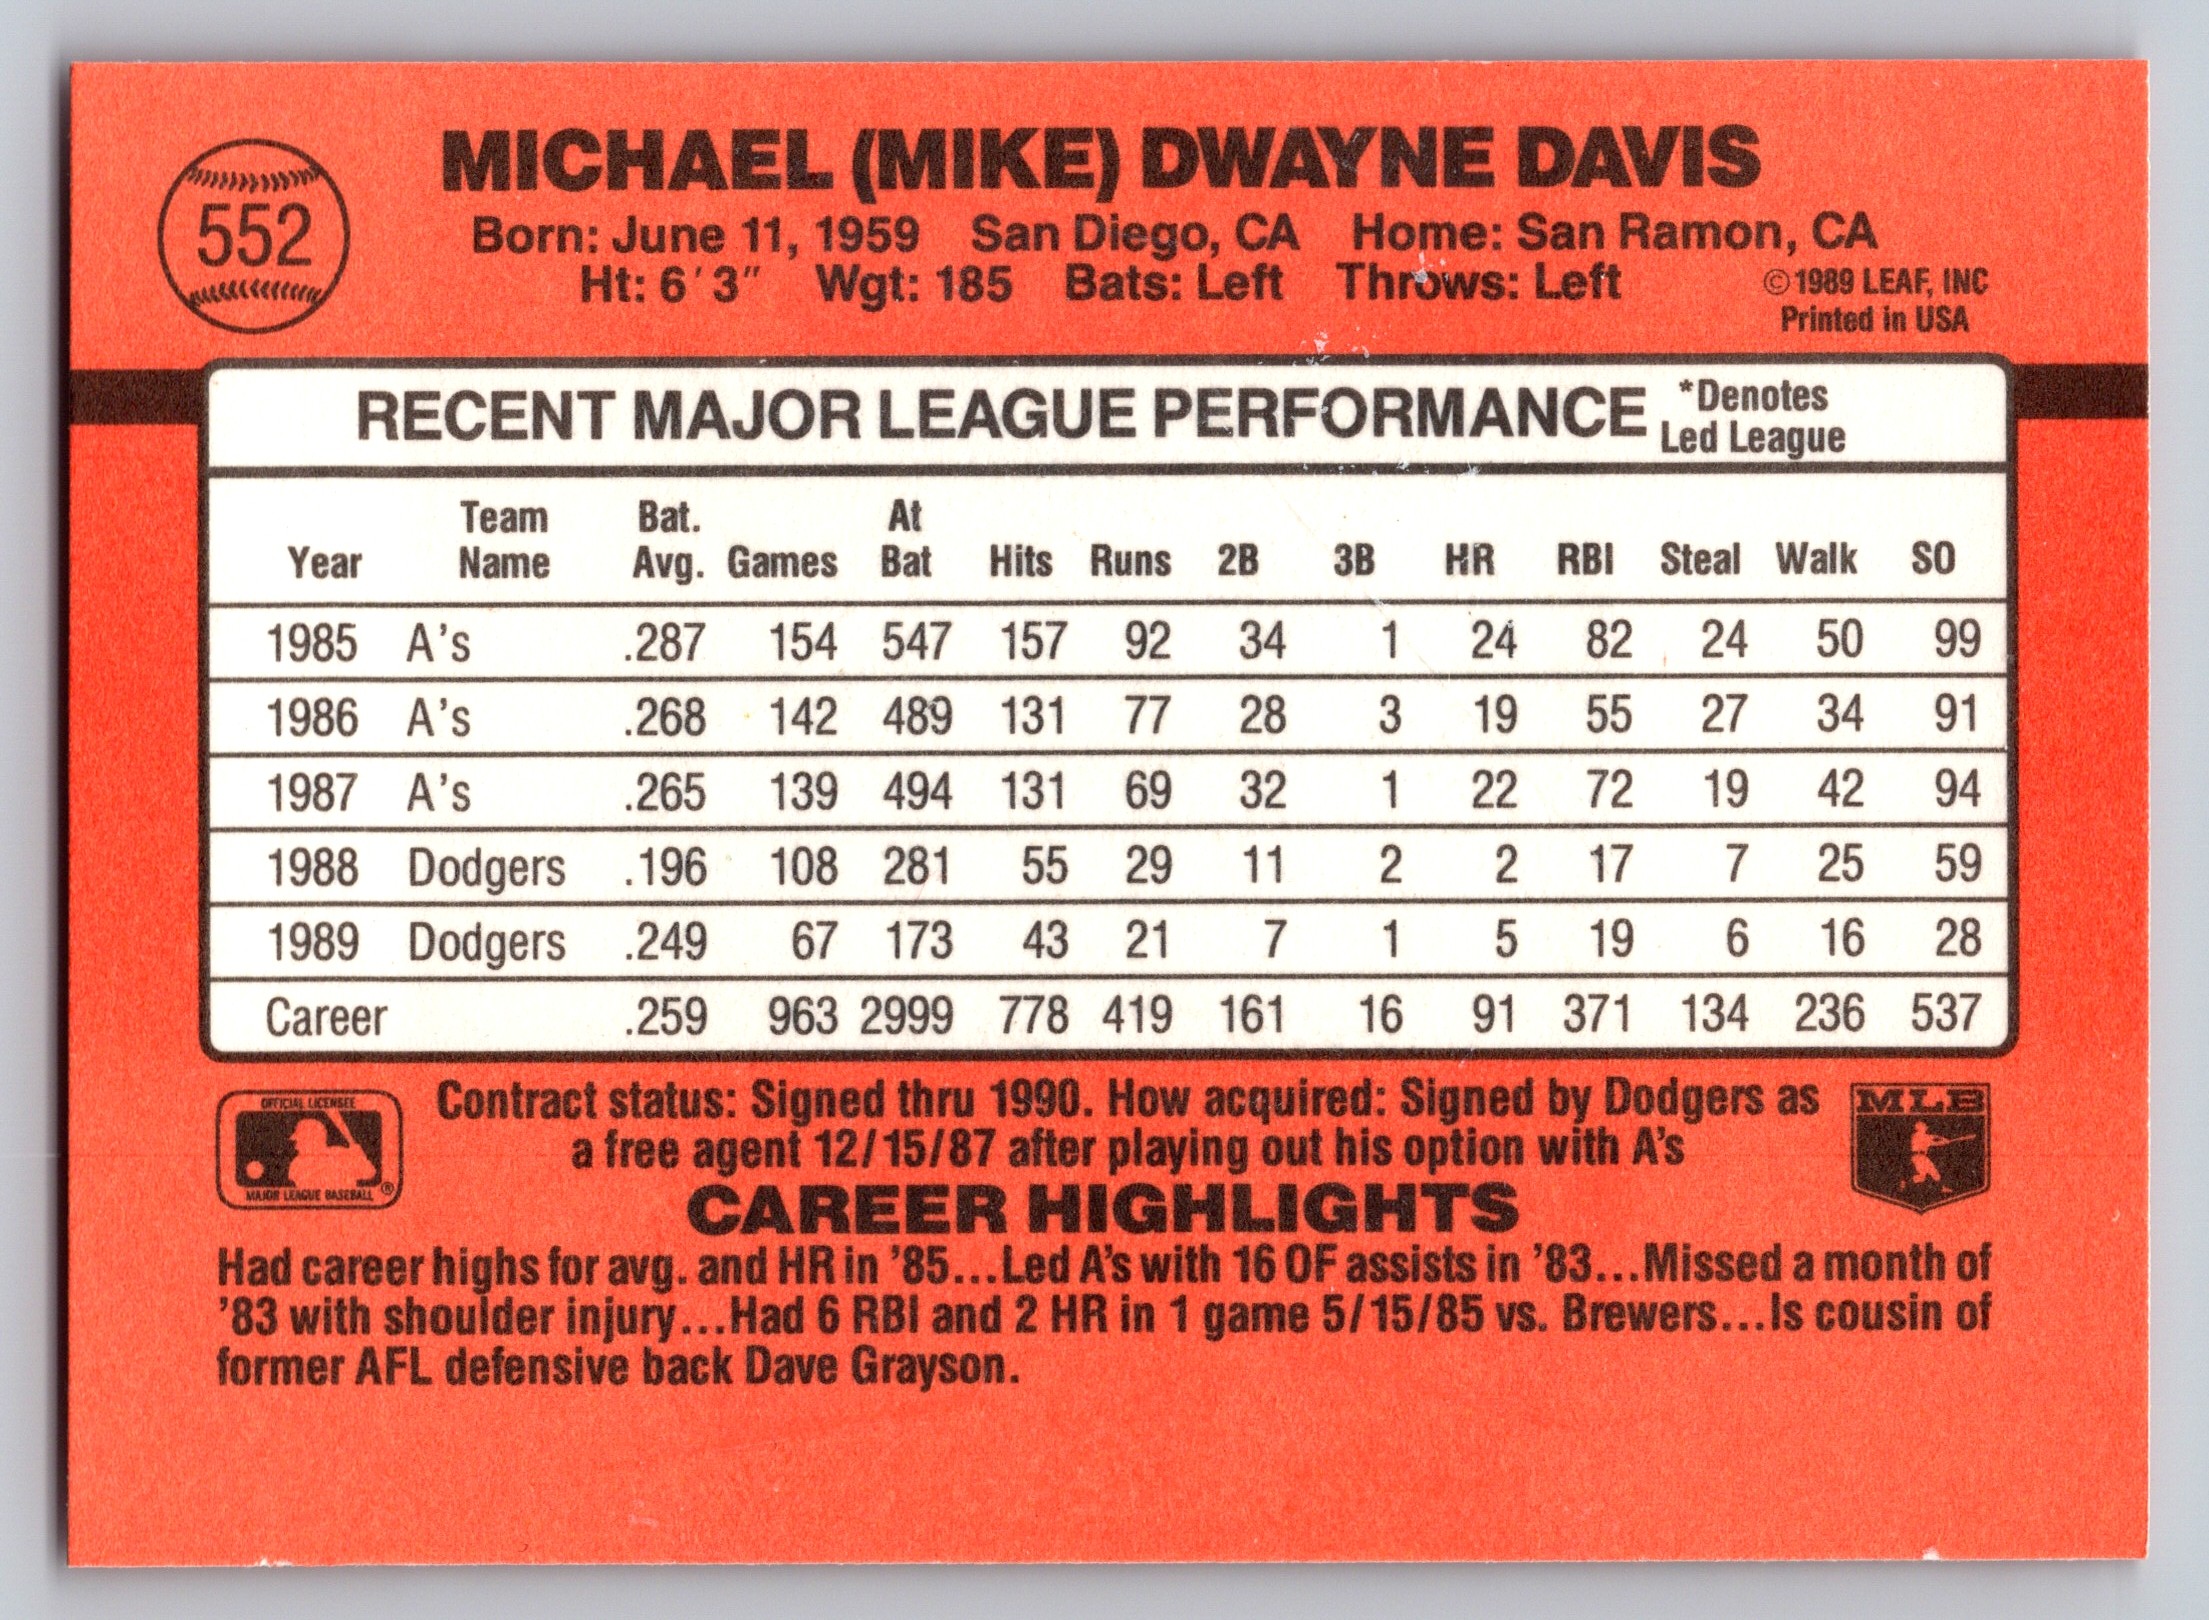 552
MICHAEL (MIKE) DWAYNE DAVIS
Born: June 11, 1959 San Diego, CA Home: San Ramon, CA
Ht: 6' 3" Wgt: 185 Bats: Left Throws: Left
©1989 LEAF, INC
Printed in USA
RECENT MAJOR LEAGUE PERFORMANCE *Denotes Led League
Year Team Name Bat. Avg. Games At Bat Hits Runs 2B 3B HR RBI Steal Walk SO
1985 A's .287 154 547 157 92 34 1 24 82 24 50 99
1986 A's .268 142 489 131 77 28 3 19 55 27 34 91
1987 A's .265 139 494 131 69 32 1 22 72 19 42 94
1988 Dodgers .196 108 281 55 29 11 2 2 17 7 25 59
1989 Dodgers .249 67 173 43 21 7 1 5 19 6 16 28
Career .259 963 2999 778 419 161 16 91 371 134 236 537
OFFICIAL LICENSEE
MAJOR LEAGUE BASEBALL ®
Contract status: Signed thru 1990. How acquired: Signed by Dodgers as
a free agent 12/15/87 after playing out his option with A's
MLB
CAREER HIGHLIGHTS
Had career highs for avg. and HR in '85...Led A's with 16 OF assists in '83...Missed a month of
'83 with shoulder injury...Had 6 RBI and 2 HR in 1 game 5/15/85 vs. Brewers...Is cousin of
former AFL defensive back Dave Grayson.